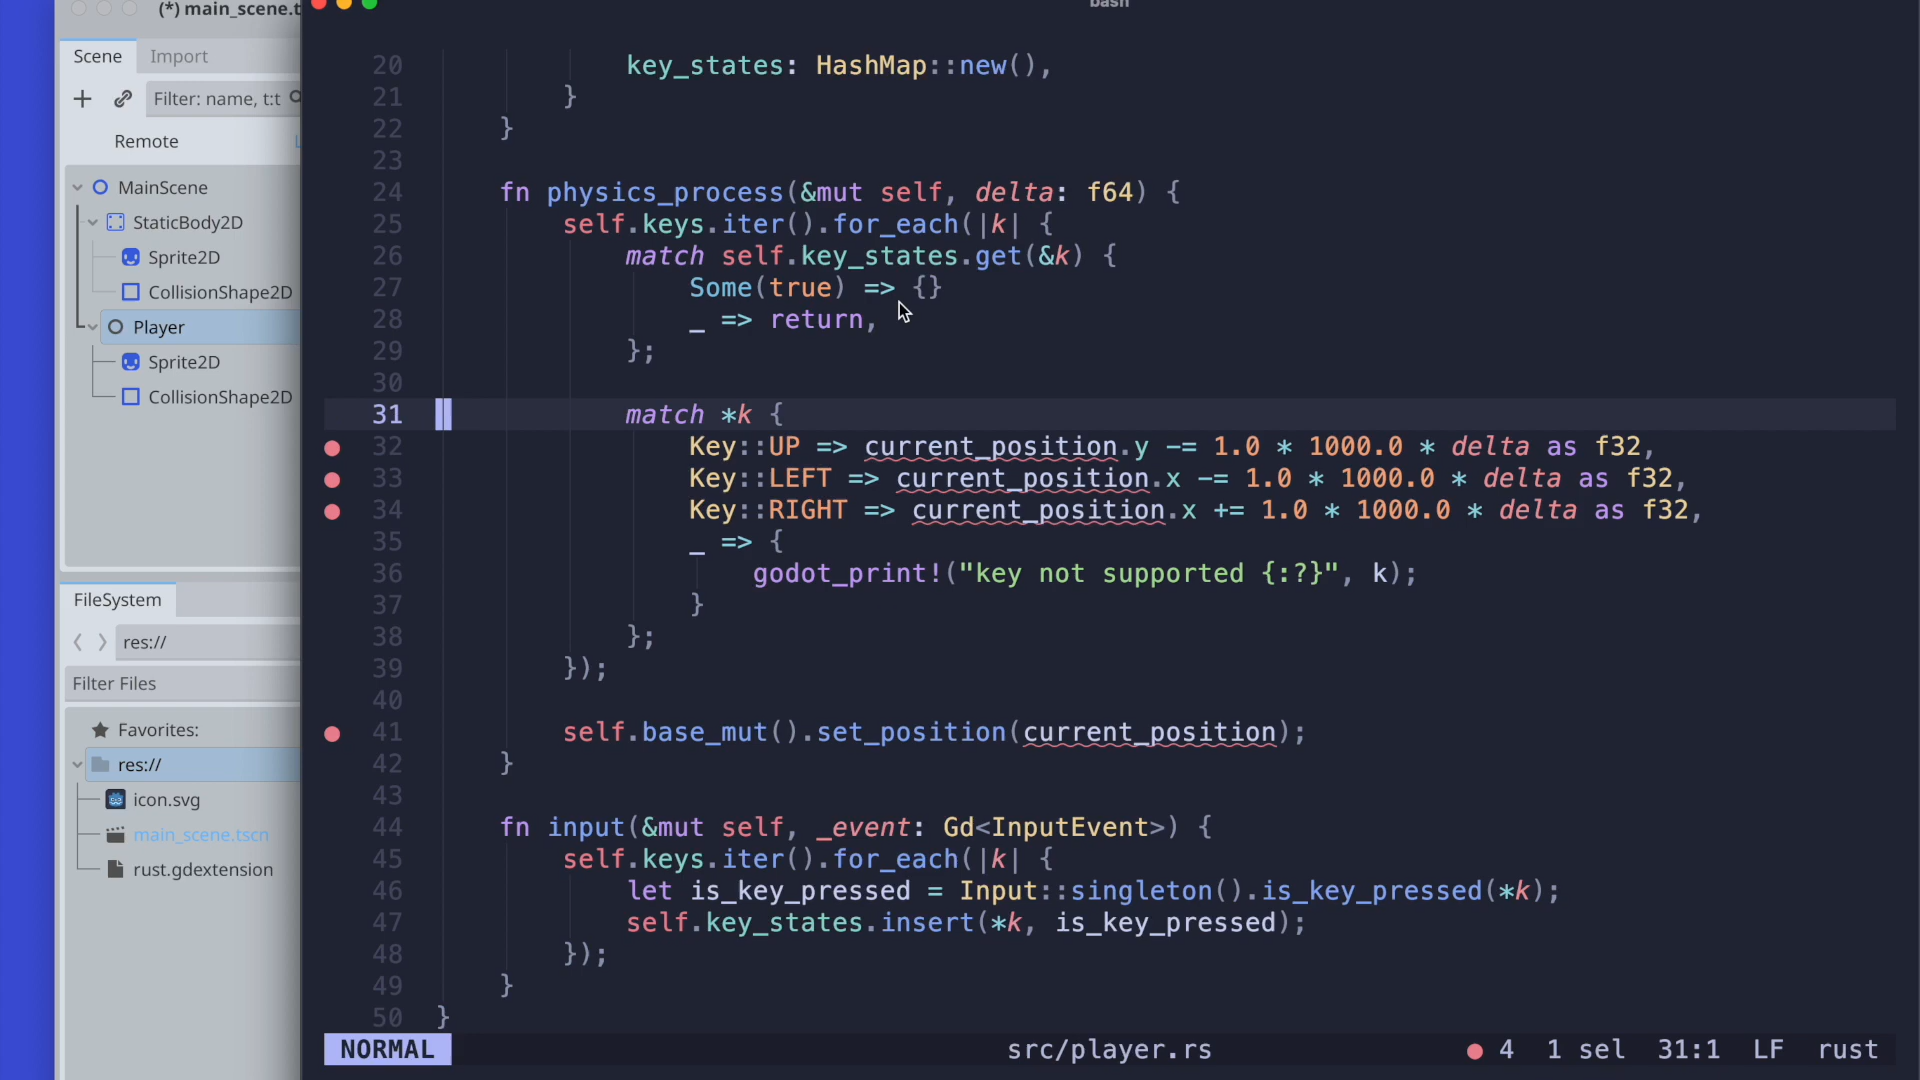 (*) main_scene.t
Scene
Import
Filter: name, t:t
Remote
MainScene
StaticBody2D
Sprite2D
CollisionShape2D
Player
Sprite2D
CollisionShape2D
FileSystem
res://
Filter Files
Favorites:
res://
icon.svg
main_scene.tscn
rust.gdextension
bash
20 key_states: HashMap::new(),
21 }
22 }
23
24 fn physics_process(&mut self, delta: f64) {
25 self.keys.iter().for_each(|k| {
26 match self.key_states.get(&k) {
27 Some(true) => {}
28 _ => return,
29 };
30
31 match *k {
32 Key::UP => current_position.y -= 1.0 * 1000.0 * delta as f32,
33 Key::LEFT => current_position.x -= 1.0 * 1000.0 * delta as f32,
34 Key::RIGHT => current_position.x += 1.0 * 1000.0 * delta as f32,
35 _ => {
36 godot_print!("key not supported {:?}", k);
37 }
38 };
39 });
40
41 self.base_mut().set_position(current_position);
42 }
43
44 fn input(&mut self, _event: Gd<InputEvent>) {
45 self.keys.iter().for_each(|k| {
46 let is_key_pressed = Input::singleton().is_key_pressed(*k);
47 self.key_states.insert(*k, is_key_pressed);
48 });
49 }
50 }
NORMAL src/player.rs ● 4 1 sel 31:1 LF rust